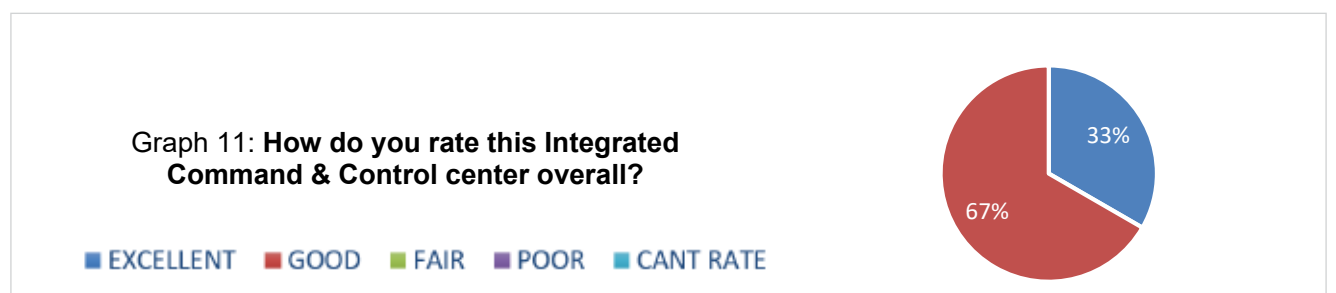 Graph 11: How do you rate this Integrated
Command & Control center overall?
EXCELLENT GOOD FAIR POOR CANT RATE
33%
67%